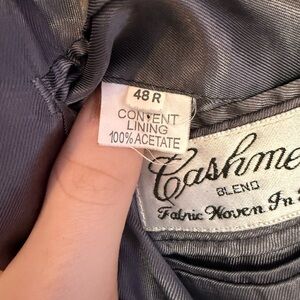 48 R
CONTENT
LINING
100% ACETATE
Cashme
BLEND
Fabric Woven In